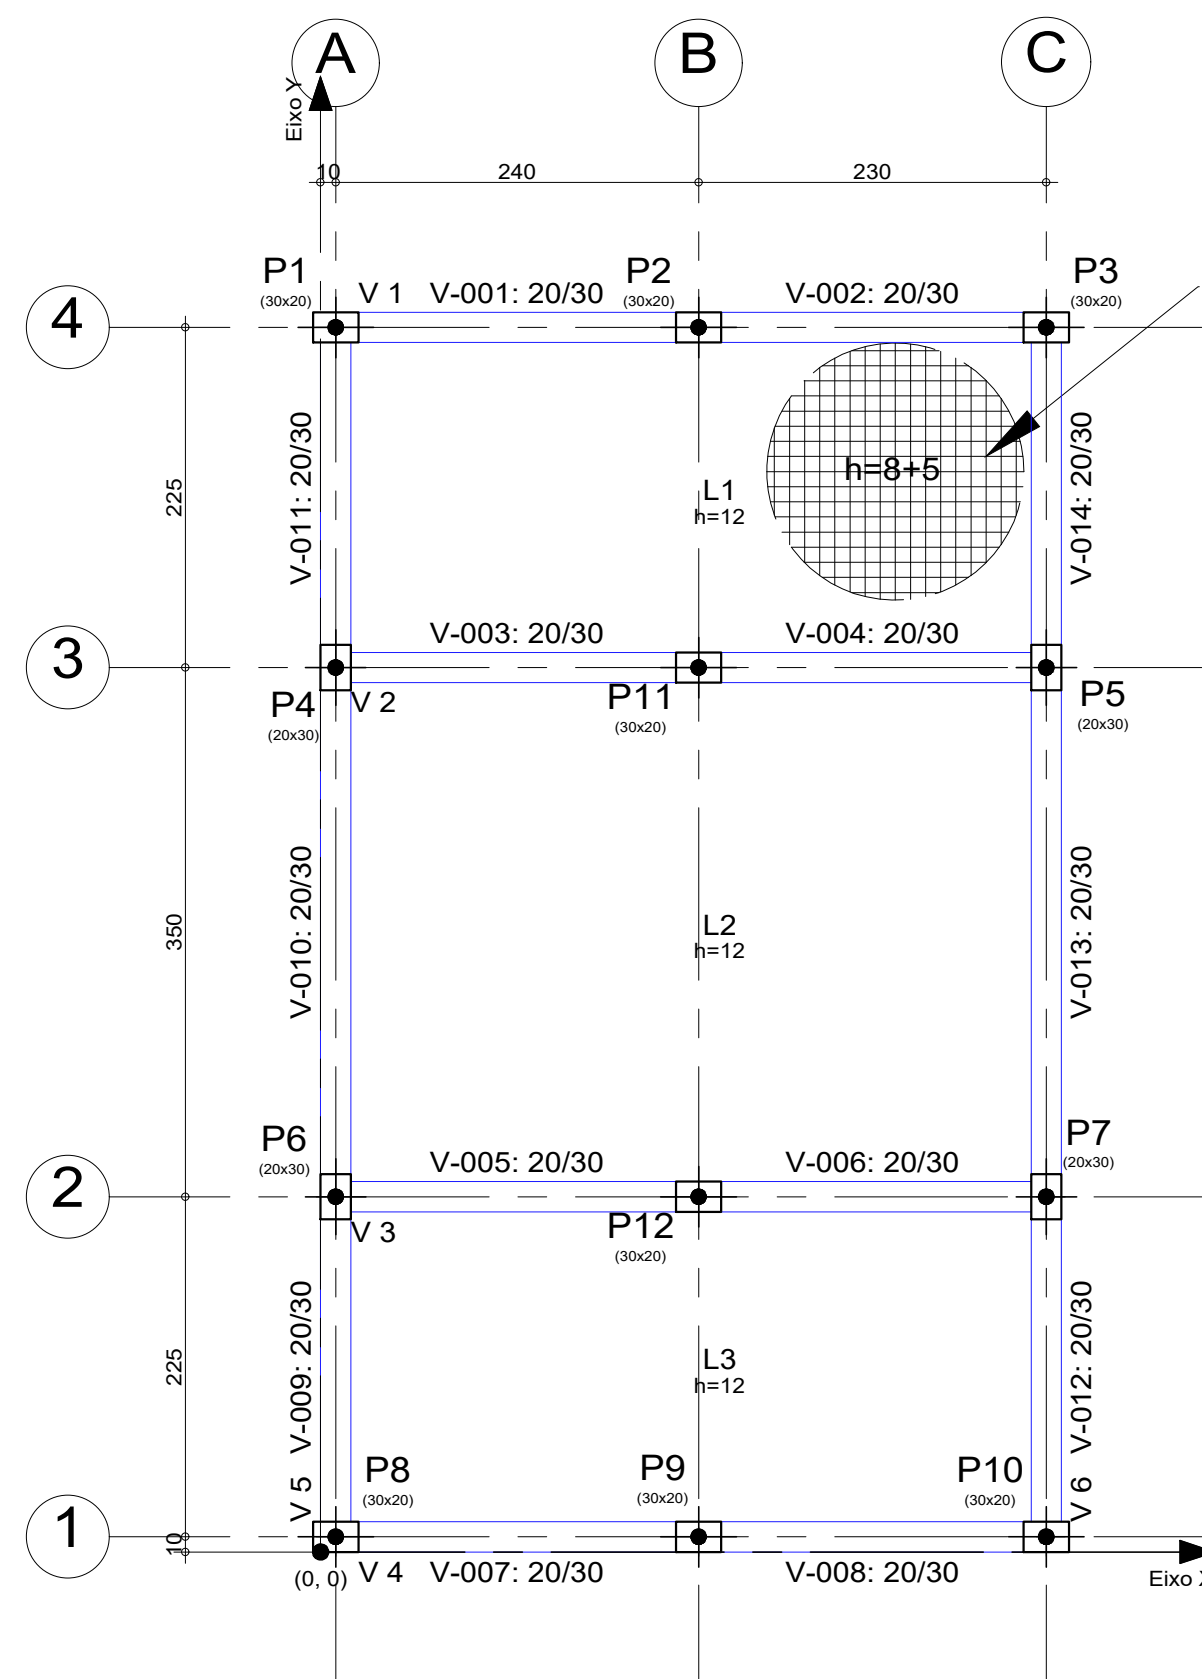 A B C
Eixo Y
10 240 230
P1 P2 P3
(30x20) (30x20) (30x20)
4 V 1 V-001: 20/30 V-002: 20/30
225 V-011: 20/30 h=8+5 V-014: 20/30
L1
h=12
3 V-003: 20/30 V-004: 20/30
P4 V 2 P11 P5
(20x30) (30x20) (20x30)
350 V-010: 20/30 L2 V-013: 20/30
h=12
P6 V-005: 20/30 V-006: 20/30 P7
(20x30) (20x30)
2
V 3 P12
(30x20)
225 V-009: 20/30 L3 V-012: 20/30
h=12
V 5 P8 P9 P10 V 6
(30x20) (30x20) (30x20)
1
10
(0, 0) V 4 V-007: 20/30 V-008: 20/30 Eixo